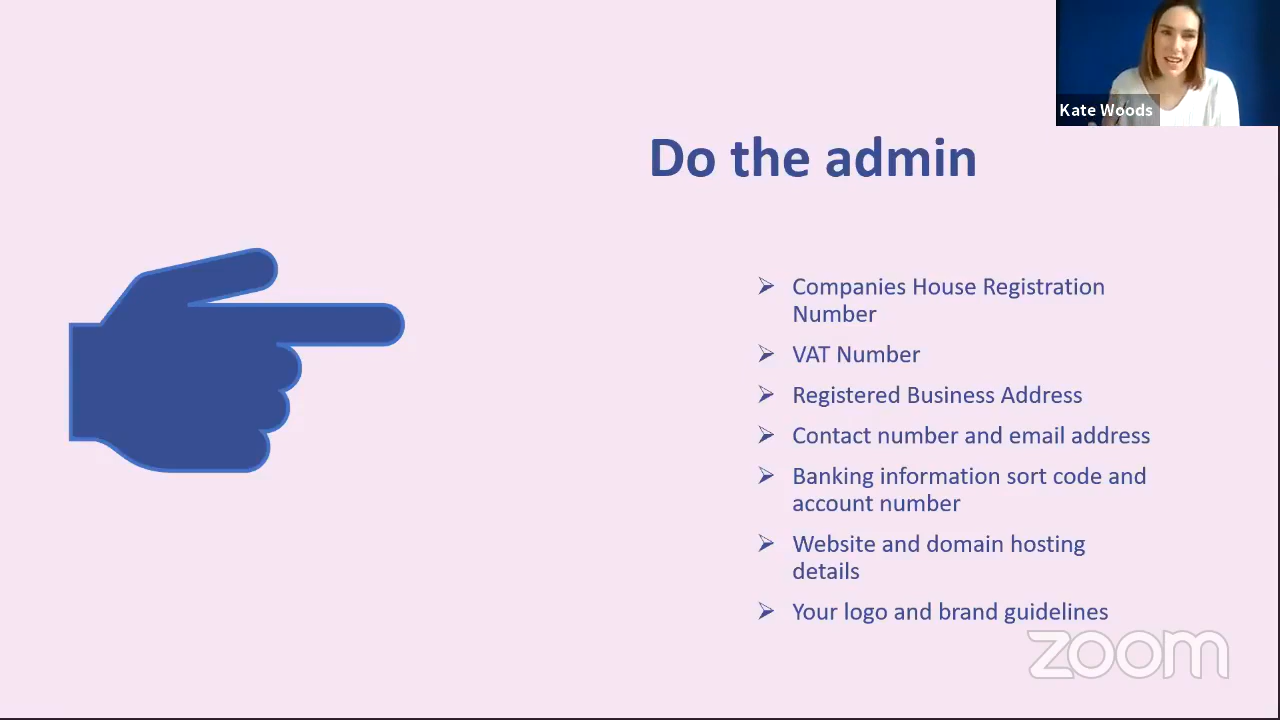 Kate Woods
Do the admin
Companies House Registration
Number
VAT Number
Registered Business Address
Contact number and email address
Banking information sort code and
account number
Website and domain hosting
details
Your logo and brand guidelines
zoom